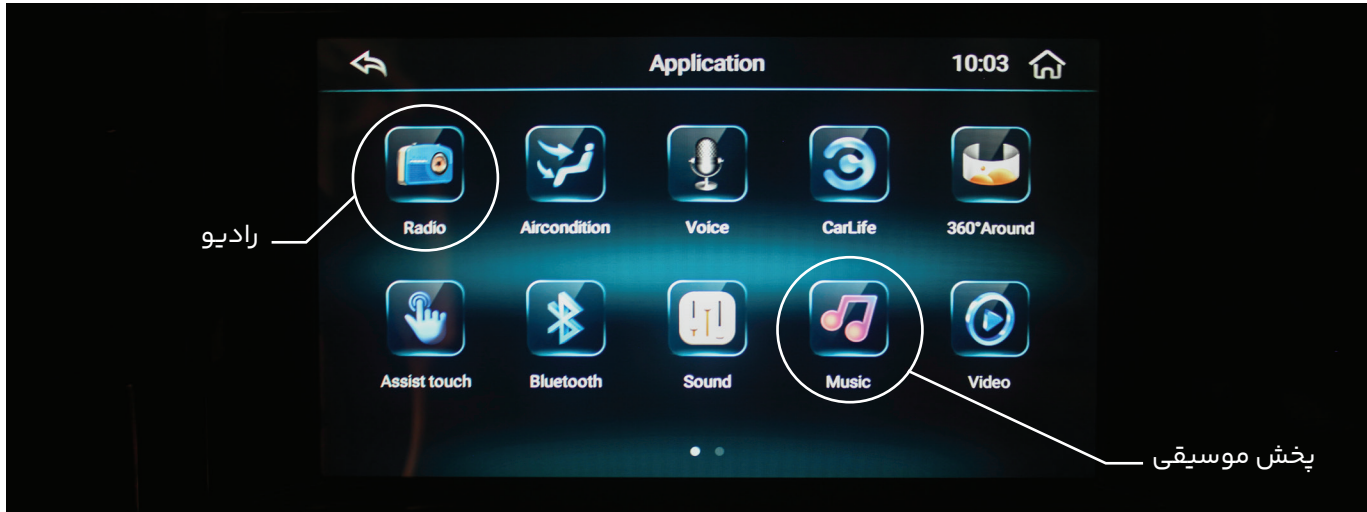 Application
10:03
Radio
Aircondition
Voice
CarLife
360°Around
رادیو
Assist touch
Bluetooth
Sound
Music
Video
پخش موسیقی